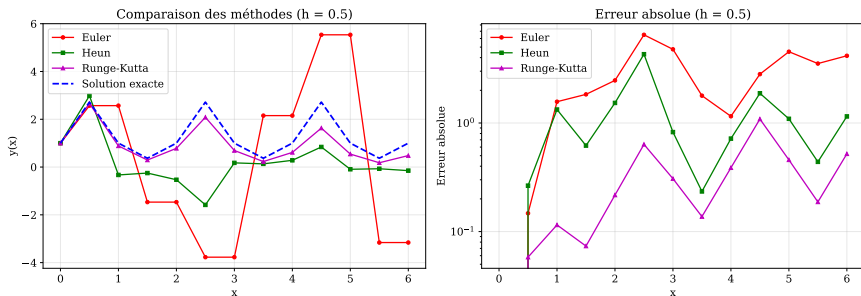 Comparaison des méthodes (h = 0.5)
y(x)
6
4
2
0
−2
−4
Euler
Heun
Runge-Kutta
Solution exacte
0 1 2 3 4 5 6
x
Erreur absolue (h = 0.5)
Erreur absolue
10⁰
10⁻¹
Euler
Heun
Runge-Kutta
0 1 2 3 4 5 6
x